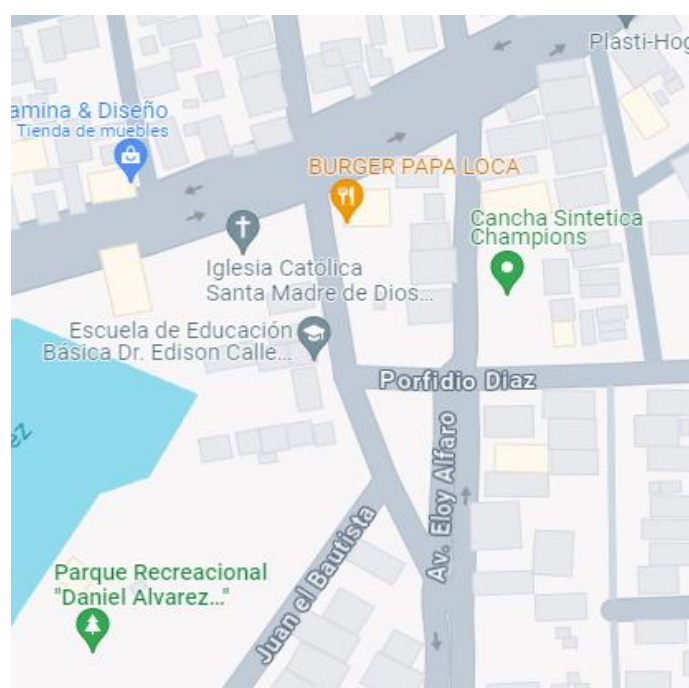 Plasti-Hog
amina & Diseño
Tienda de muebles
BURGER PAPA LOCA
Cancha Sintetica
Champions
Iglesia Católica
Santa Madre de Dios...
Escuela de Educación
Básica Dr. Edison Calle...
Porfidio Diaz
ez
Av. Eloy Alfaro
Juan el Bautista
Parque Recreacional
"Daniel Alvarez..."